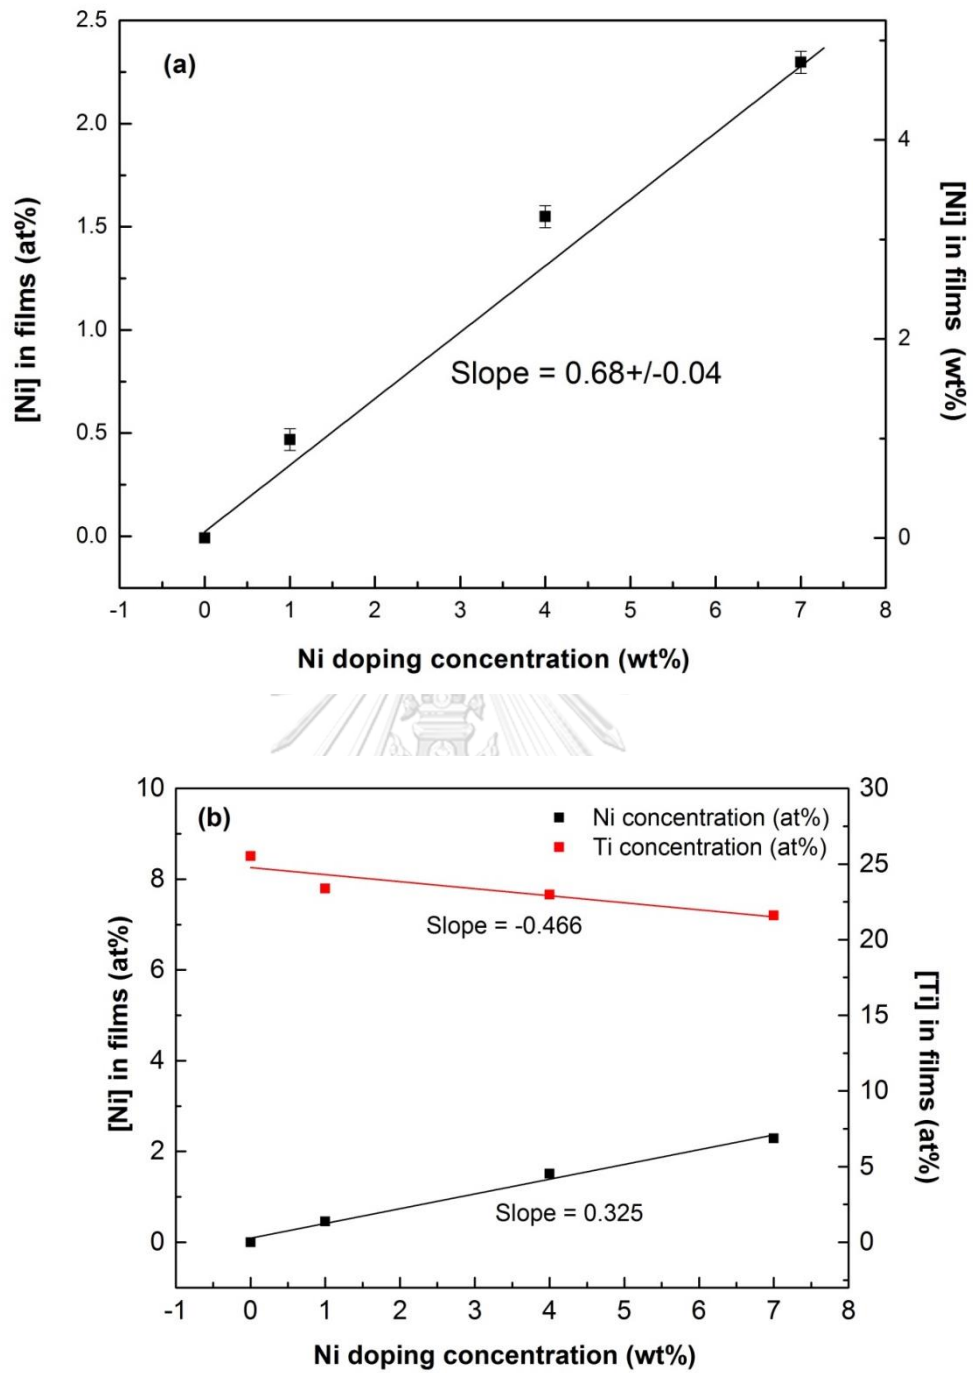 2.5
(a)
2.0
4
1.5
[Ni] in films (at%)
[Ni] in films (wt%)
1.0
2
Slope = 0.68+/-0.04
0.5
0.0
0
-1 0 1 2 3 4 5 6 7 8
Ni doping concentration (wt%)
10 30
(b)
Ni concentration (at%)
Ti concentration (at%)
25
8
Slope = -0.466
20
6
[Ni] in films (at%)
[Ti] in films (at%)
15
4
10
2
5
Slope = 0.325
0 0
-1 0 1 2 3 4 5 6 7 8
Ni doping concentration (wt%)